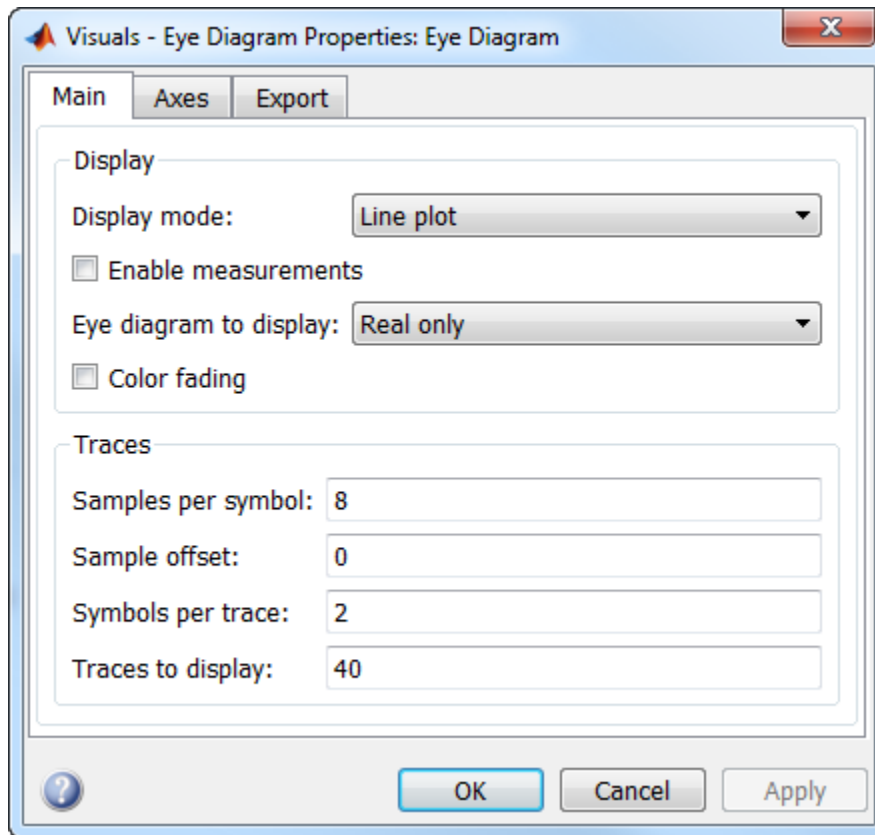 Visuals - Eye Diagram Properties: Eye Diagram
Main Axes Export
Display
Display mode: Line plot
Enable measurements
Eye diagram to display: Real only
Color fading
Traces
Samples per symbol: 8
Sample offset: 0
Symbols per trace: 2
Traces to display: 40
? OK Cancel Apply